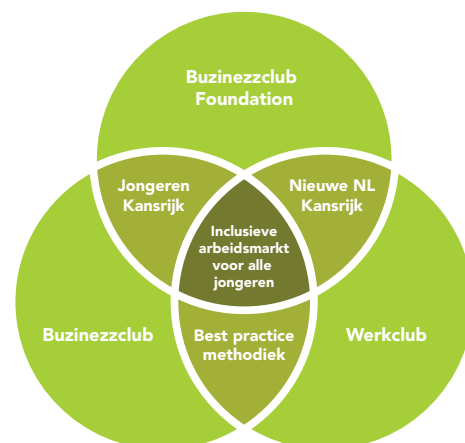 Buzinezzclub
Foundation
Jongeren
Kansrijk
Nieuwe NL
Kansrijk
Inclusieve
arbeidsmarkt
voor alle
jongeren
Buzinezzclub
Best practice
methodiek
Werkclub